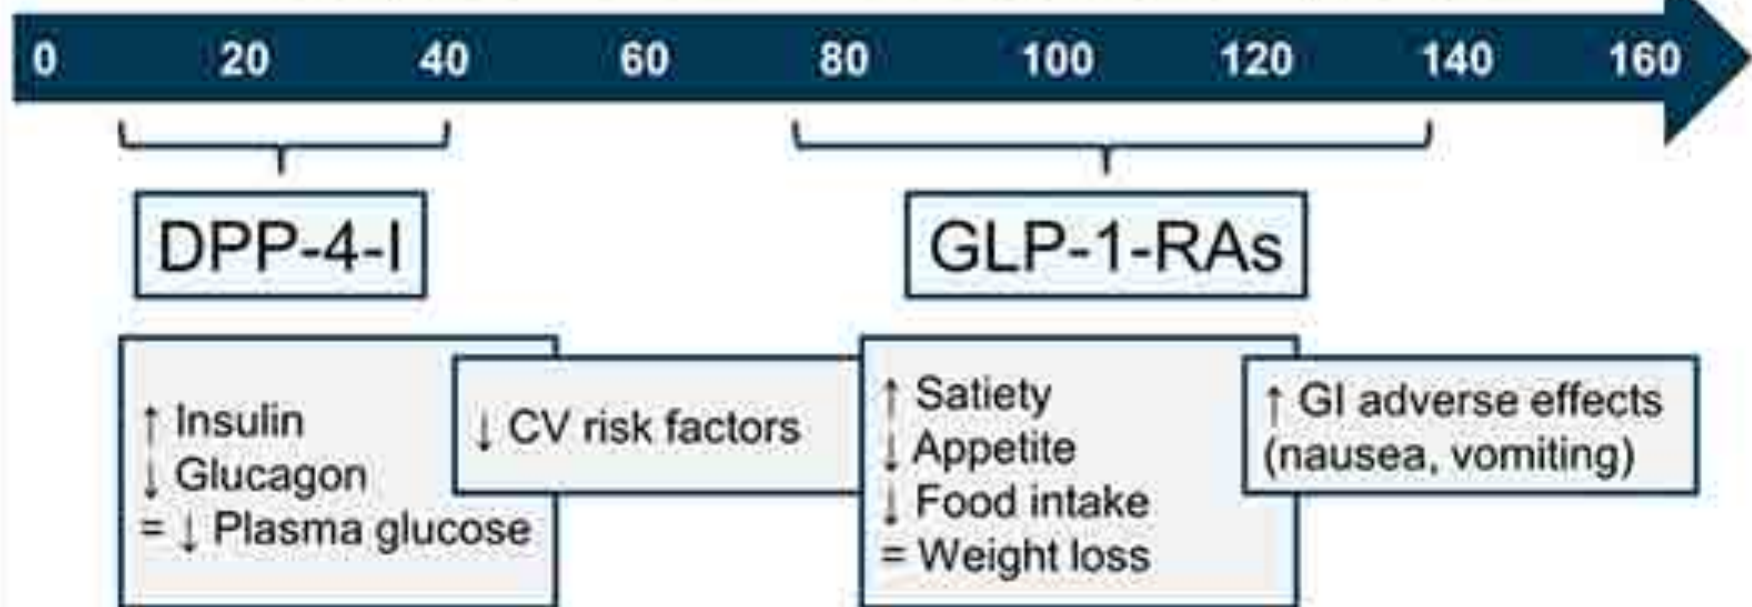 0 20 40 60 80 100 120 140 160
DPP-4-I
GLP-1-RAs
↑ Insulin
↓ Glucagon
= ↓ Plasma glucose
↓ CV risk factors
↑ Satiety
↓ Appetite
↓ Food intake
= Weight loss
↑ GI adverse effects
(nausea, vomiting)